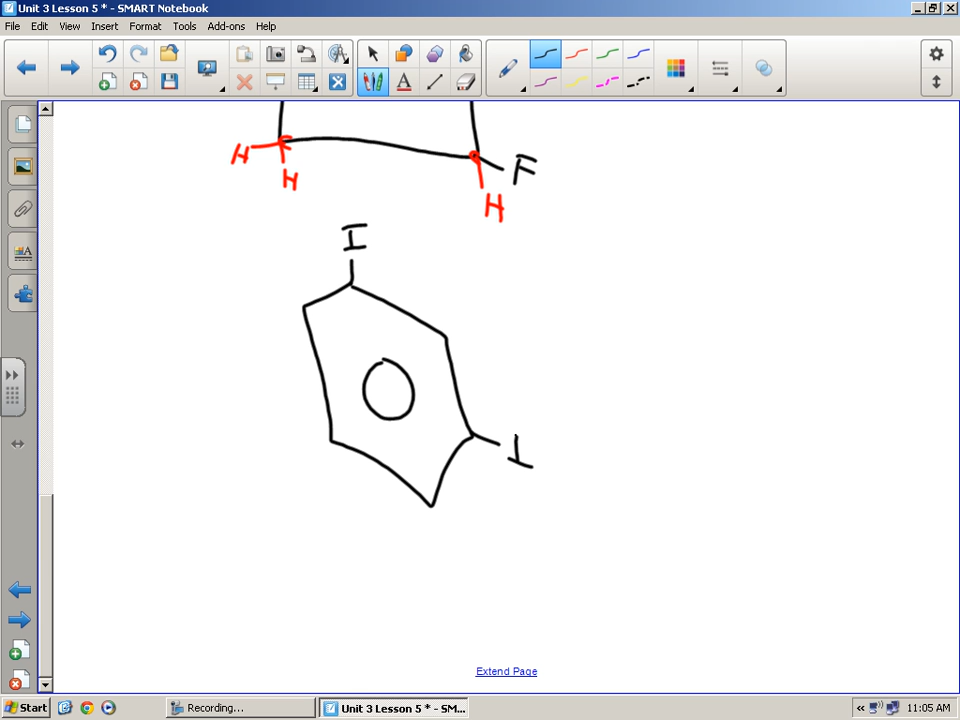 Unit 3 Lesson 5 * - SMART Notebook
File Edit View Insert Format Tools Add-ons Help
A
H
F
H
H
I
I
Extend Page
Start
Recording...
Unit 3 Lesson 5 * - SM...
«
11:05 AM